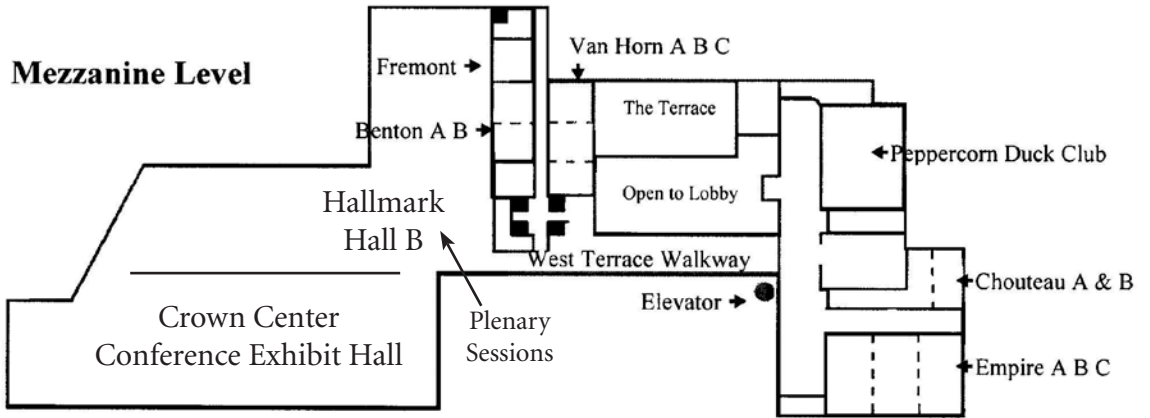 Mezzanine Level
Van Horn A B C
Fremont
The Terrace
Benton A B
Peppercorn Duck Club
Hallmark
Hall B
Open to Lobby
West Terrace Walkway
Chouteau A & B
Elevator
Crown Center
Conference Exhibit Hall
Plenary
Sessions
Empire A B C